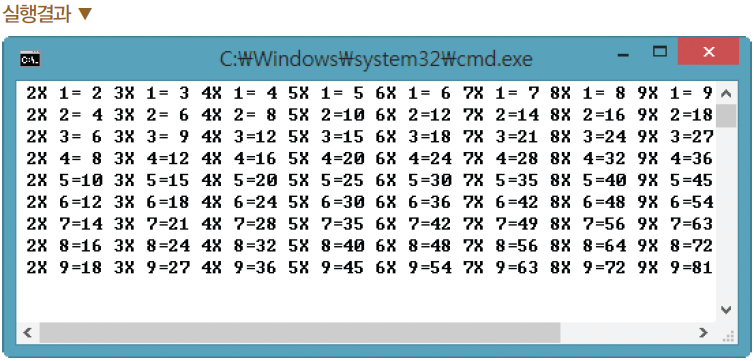 실행결과 ▼
C:\Windows\system32\cmd.exe
2X 1= 2 3X 1= 3 4X 1= 4 5X 1= 5 6X 1= 6 7X 1= 7 8X 1= 8 9X 1= 9
2X 2= 4 3X 2= 6 4X 2= 8 5X 2=10 6X 2=12 7X 2=14 8X 2=16 9X 2=18
2X 3= 6 3X 3= 9 4X 3=12 5X 3=15 6X 3=18 7X 3=21 8X 3=24 9X 3=27
2X 4= 8 3X 4=12 4X 4=16 5X 4=20 6X 4=24 7X 4=28 8X 4=32 9X 4=36
2X 5=10 3X 5=15 4X 5=20 5X 5=25 6X 5=30 7X 5=35 8X 5=40 9X 5=45
2X 6=12 3X 6=18 4X 6=24 5X 6=30 6X 6=36 7X 6=42 8X 6=48 9X 6=54
2X 7=14 3X 7=21 4X 7=28 5X 7=35 6X 7=42 7X 7=49 8X 7=56 9X 7=63
2X 8=16 3X 8=24 4X 8=32 5X 8=40 6X 8=48 7X 8=56 8X 8=64 9X 8=72
2X 9=18 3X 9=27 4X 9=36 5X 9=45 6X 9=54 7X 9=63 8X 9=72 9X 9=81